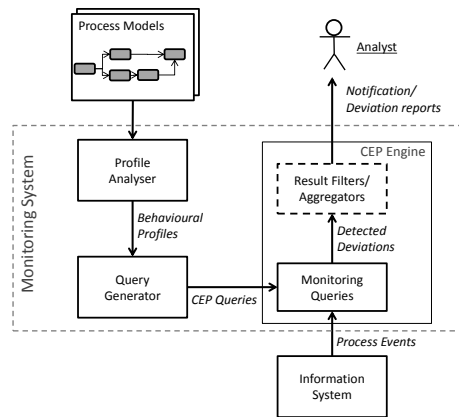 Process Models
Analyst
Notification/
Deviation reports
Monitoring System
CEP Engine
Profile
Analyser
Result Filters/
Aggregators
Behavioural
Profiles
Detected
Deviations
Query
Generator
CEP Queries
Monitoring
Queries
Process Events
Information
System